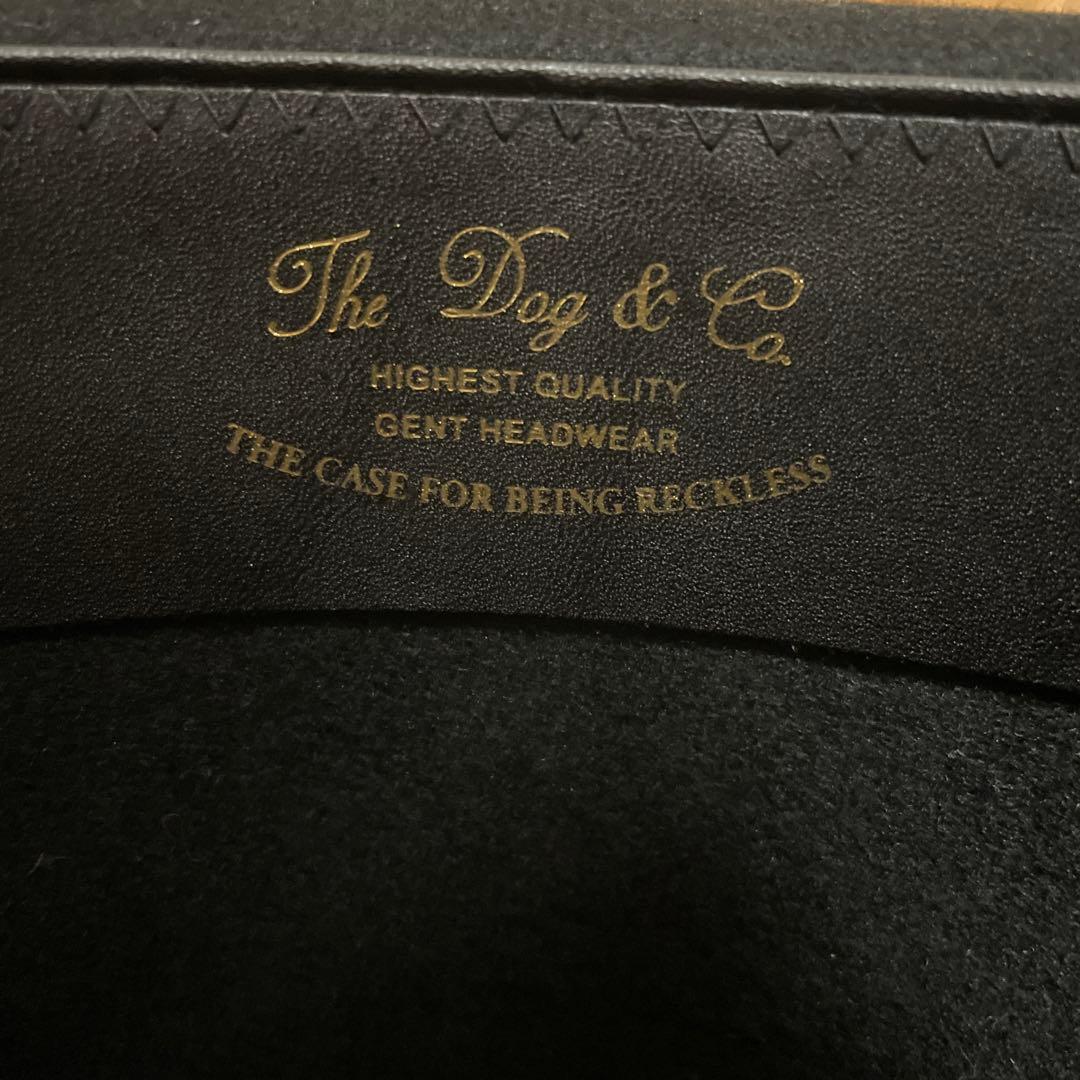 The Dog & Co.
HIGHEST QUALITY
GENT HEADWEAR
THE CASE FOR BEING RECKLESS